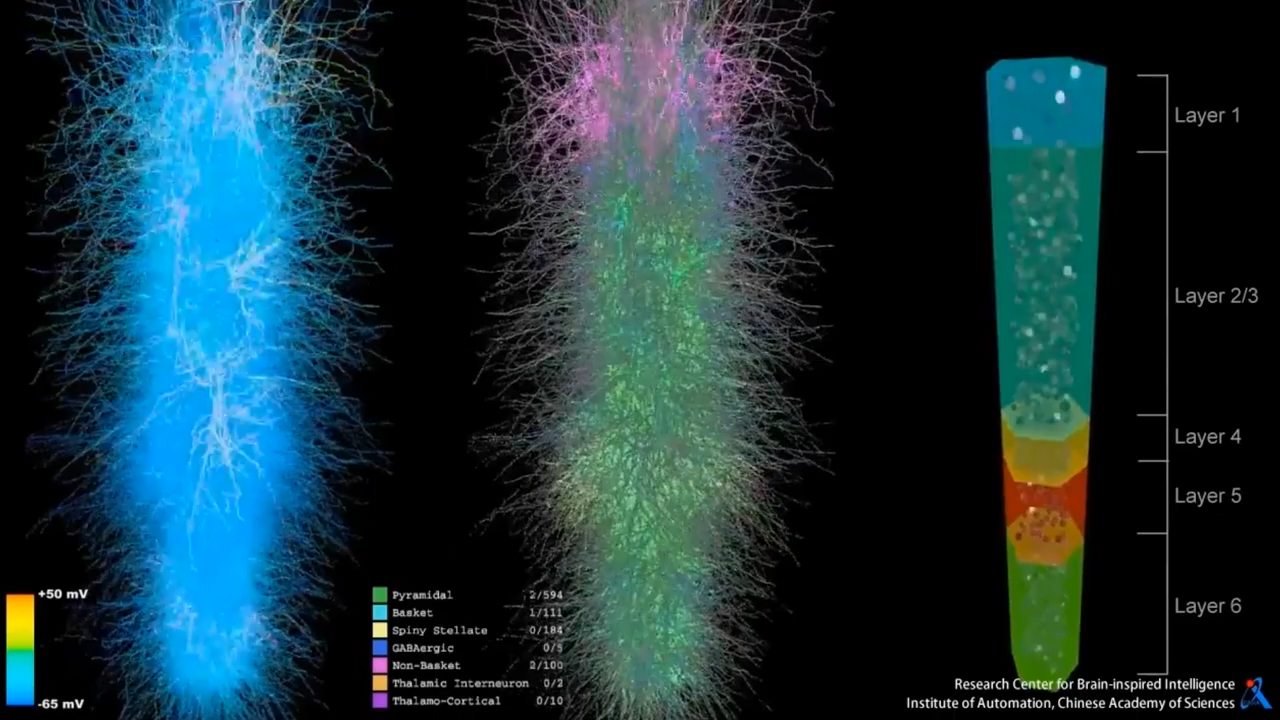 +50 mV
-65 mV
Pyramidal 2/594
Basket 1/111
Spiny Stellate 0/184
GABAergic 0/5
Non-Basket 2/100
Thalamic Interneuron 0/2
Thalamo-Cortical 0/10
Layer 1
Layer 2/3
Layer 4
Layer 5
Layer 6
Research Center for Brain-inspired Intelligence
Institute of Automation, Chinese Academy of Sciences